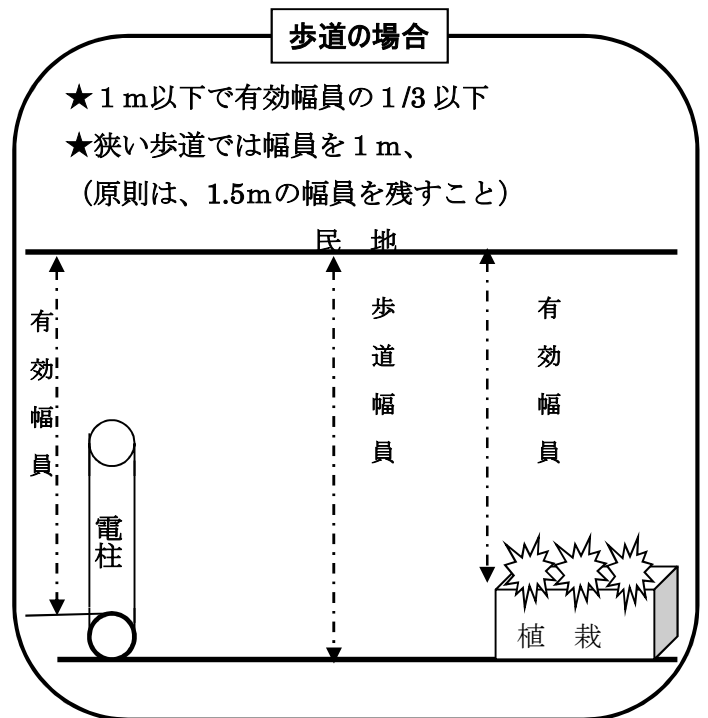 歩道の場合
★１ｍ以下で有効幅員の１/3 以下
★狭い歩道では幅員を１ｍ、
（原則は、1.5ｍの幅員を残すこと）
民　地
有効幅員
歩道幅員
有効幅員
電柱
植　栽